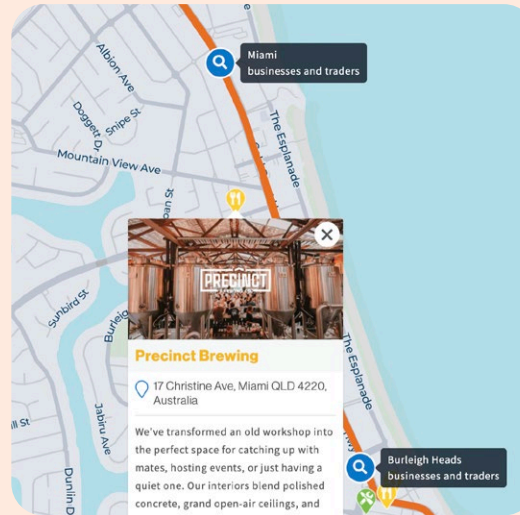 Miami
businesses and traders
Albion Ave
Doggett Dr
Snipe St
The Esplanade
Mountain View Ave
PRECINCT
Sunbird St
Precinct Brewing
17 Christine Ave, Miami QLD 4220,
Australia
The Esplanade
We've transformed an old workshop into
the perfect space for catching up with
mates, hosting events, or just having a
quiet one. Our interiors blend polished
concrete, grand open-air ceilings, and
Jabiru Ave
Burleigh Heads
businesses and traders